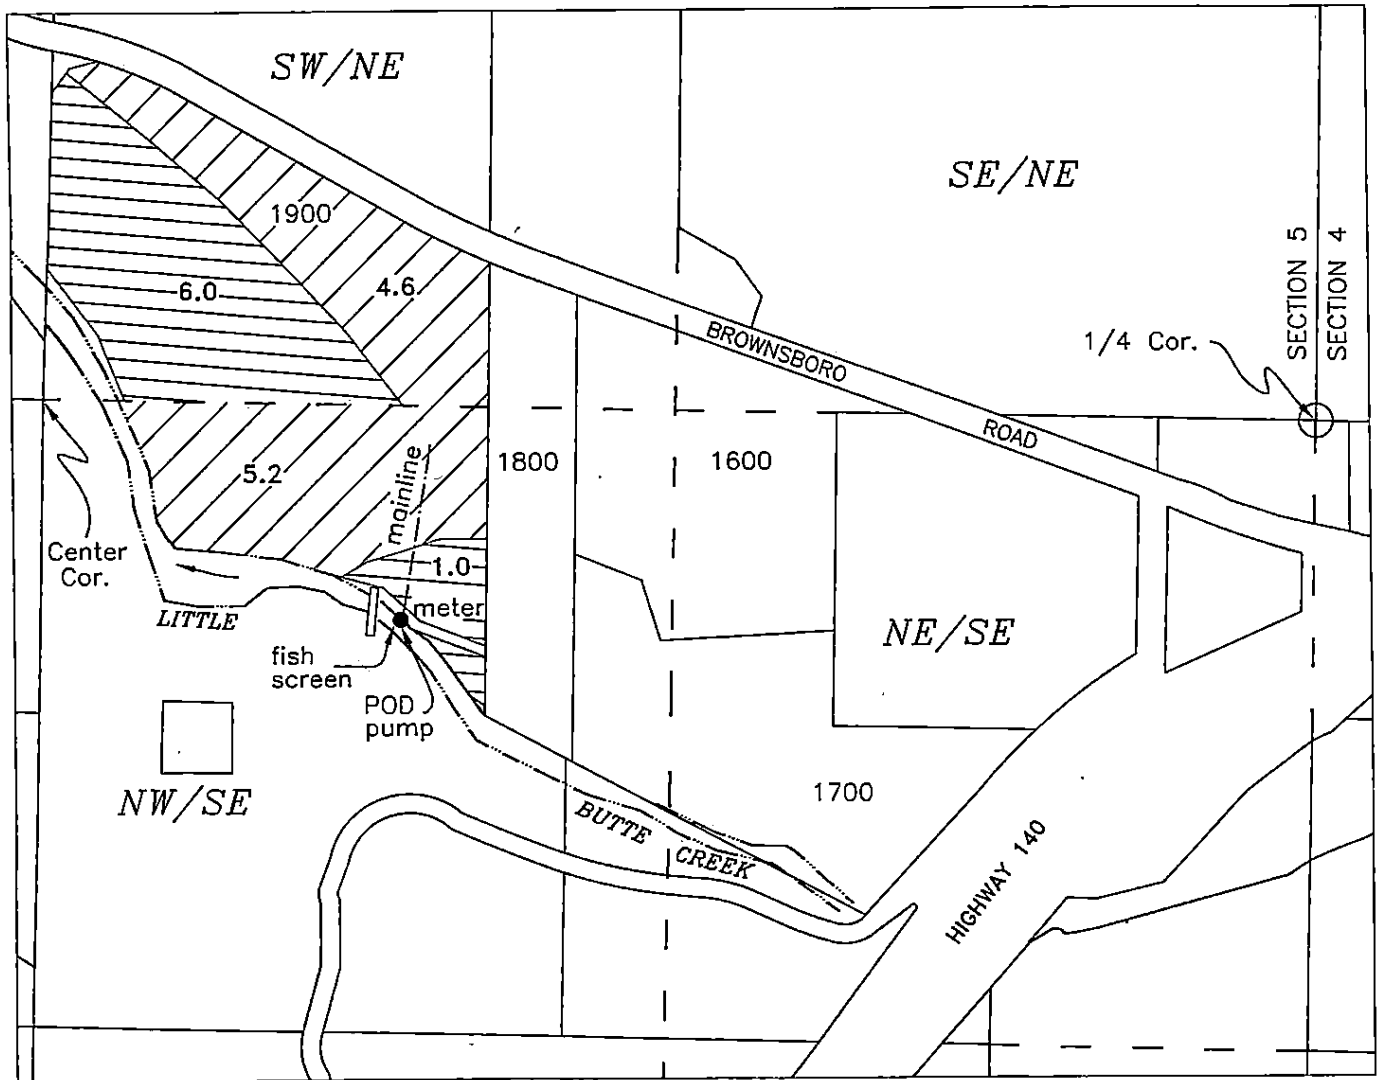 SW/NE
SE/NE
1900
6.0
4.6
SECTION 5
SECTION 4
1/4 Cor.
BROWNSBORO
ROAD
5.2
mainline
1800
1600
Center
Cor.
1.0
meter
LITTLE
fish
screen
POD
pump
NE/SE
NW/SE
1700
BUTTE
CREEK
HIGHWAY 140